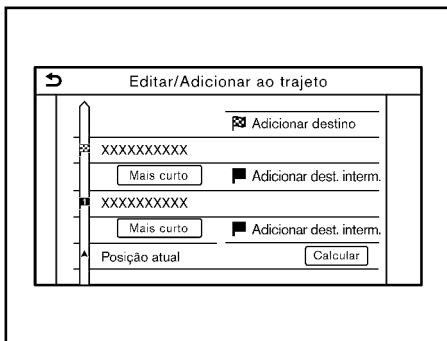 Editar/Adicionar ao trajeto
Adicionar destino
XXXXXXXXXX
Mais curto Adicionar dest. interm.
1 XXXXXXXXXX
Mais curto Adicionar dest. interm.
Posição atual Calcular